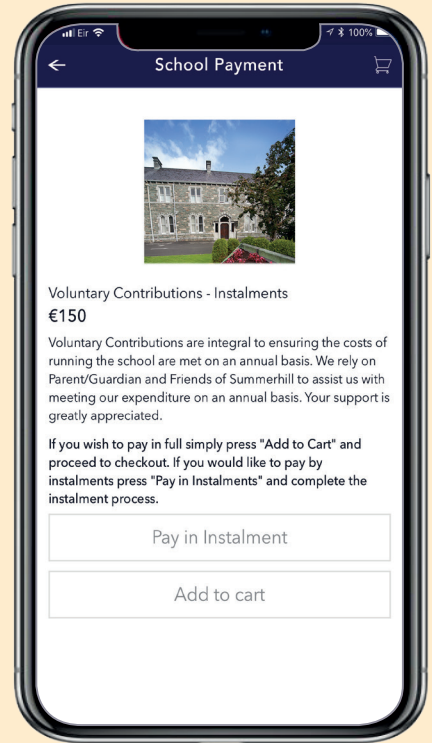 Eir 100%
School Payment
Voluntary Contributions - Instalments
€150
Voluntary Contributions are integral to ensuring the costs of
running the school are met on an annual basis. We rely on
Parent/Guardian and Friends of Summerhill to assist us with
meeting our expenditure on an annual basis. Your support is
greatly appreciated.
If you wish to pay in full simply press "Add to Cart" and
proceed to checkout. If you would like to pay by
instalments press "Pay in Instalments" and complete the
instalment process.
Pay in Instalment
Add to cart